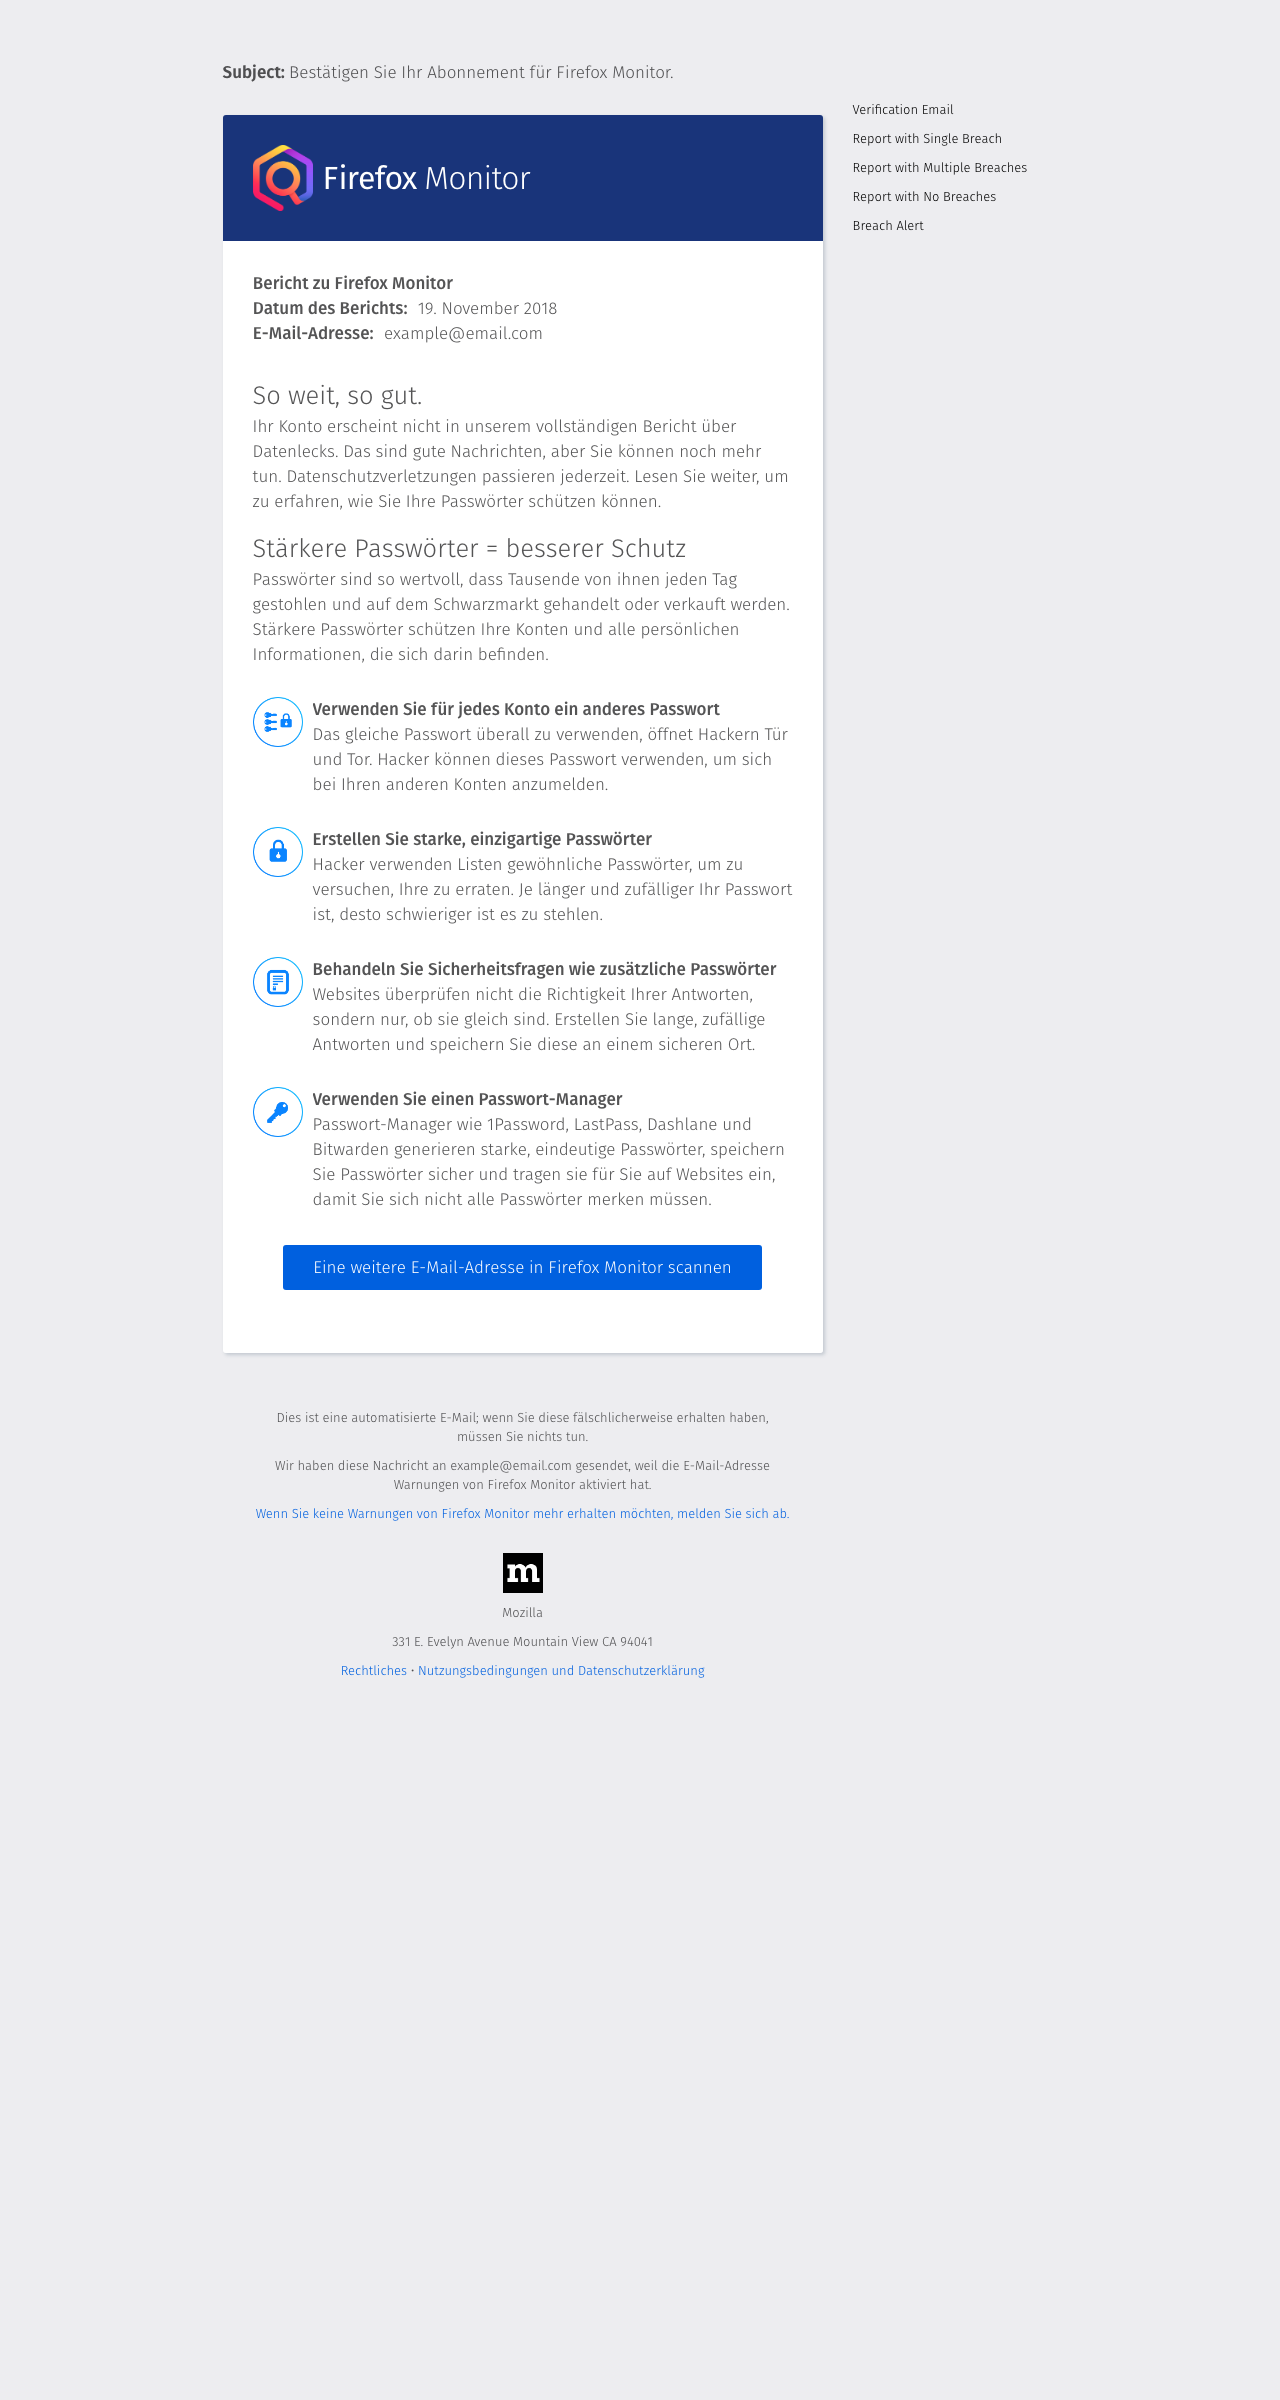 Subject: Bestätigen Sie Ihr Abonnement für Firefox Monitor.
Verification Email
Report with Single Breach
Report with Multiple Breaches
Report with No Breaches
Breach Alert
Firefox Monitor
Bericht zu Firefox Monitor
Datum des Berichts: 19. November 2018
E-Mail-Adresse: example@email.com
So weit, so gut.
Ihr Konto erscheint nicht in unserem vollständigen Bericht über
Datenlecks. Das sind gute Nachrichten, aber Sie können noch mehr
tun. Datenschutzverletzungen passieren jederzeit. Lesen Sie weiter, um
zu erfahren, wie Sie Ihre Passwörter schützen können.
Stärkere Passwörter = besserer Schutz
Passwörter sind so wertvoll, dass Tausende von ihnen jeden Tag
gestohlen und auf dem Schwarzmarkt gehandelt oder verkauft werden.
Stärkere Passwörter schützen Ihre Konten und alle persönlichen
Informationen, die sich darin befinden.
Verwenden Sie für jedes Konto ein anderes Passwort
Das gleiche Passwort überall zu verwenden, öffnet Hackern Tür
und Tor. Hacker können dieses Passwort verwenden, um sich
bei Ihren anderen Konten anzumelden.
Erstellen Sie starke, einzigartige Passwörter
Hacker verwenden Listen gewöhnliche Passwörter, um zu
versuchen, Ihre zu erraten. Je länger und zufälliger Ihr Passwort
ist, desto schwieriger ist es zu stehlen.
Behandeln Sie Sicherheitsfragen wie zusätzliche Passwörter
Websites überprüfen nicht die Richtigkeit Ihrer Antworten,
sondern nur, ob sie gleich sind. Erstellen Sie lange, zufällige
Antworten und speichern Sie diese an einem sicheren Ort.
Verwenden Sie einen Passwort-Manager
Passwort-Manager wie 1Password, LastPass, Dashlane und
Bitwarden generieren starke, eindeutige Passwörter, speichern
Sie Passwörter sicher und tragen sie für Sie auf Websites ein,
damit Sie sich nicht alle Passwörter merken müssen.
Eine weitere E-Mail-Adresse in Firefox Monitor scannen
Dies ist eine automatisierte E-Mail; wenn Sie diese fälschlicherweise erhalten haben,
müssen Sie nichts tun.
Wir haben diese Nachricht an example@email.com gesendet, weil die E-Mail-Adresse
Warnungen von Firefox Monitor aktiviert hat.
Wenn Sie keine Warnungen von Firefox Monitor mehr erhalten möchten, melden Sie sich ab.
m
Mozilla
331 E. Evelyn Avenue Mountain View CA 94041
Rechtliches · Nutzungsbedingungen und Datenschutzerklärung